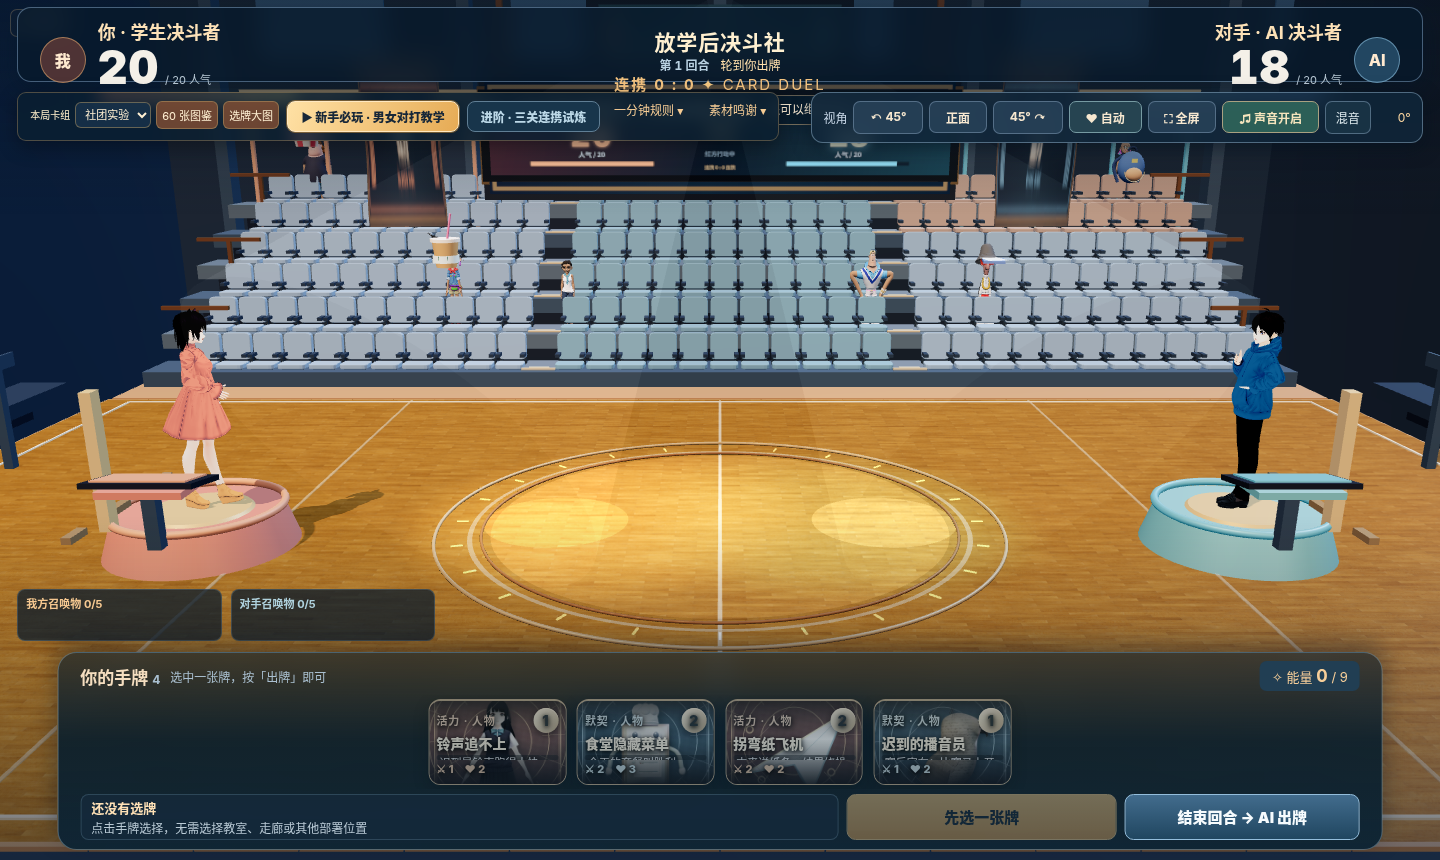 我
你 · 学生决斗者
20 / 20 人气
放学后决斗社
第 1 回合 轮到你出牌
连携 0 : 0 ✦ CARD DUEL
对手 · AI 决斗者
18 / 20 人气
AI
本局卡组 社团实验
60 张图鉴
选牌大图
▶ 新手必玩 · 男女对打教学
进阶 · 三关连携试炼
一分钟规则 ▾
素材鸣谢 ▾
可以继
视角
↶ 45°
正面
45° ↷
♥ 自动
⛶ 全屏
♫ 声音开启
混音
0°
人气 / 20
人气 / 20
我方召唤物 0/5
对手召唤物 0/5
你的手牌 4 选中一张牌，按「出牌」即可
✧ 能量 0 / 9
活力 · 人物 1
铃声追不上
⚔ 1 ♥ 2
默契 · 人物 2
食堂隐藏菜单
⚔ 2 ♥ 3
活力 · 人物 2
拐弯纸飞机
⚔ 2 ♥ 2
默契 · 人物 1
迟到的播音员
⚔ 1 ♥ 2
还没有选牌
点击手牌选择，无需选择教室、走廊或其他部署位置
先选一张牌
结束回合 → AI 出牌